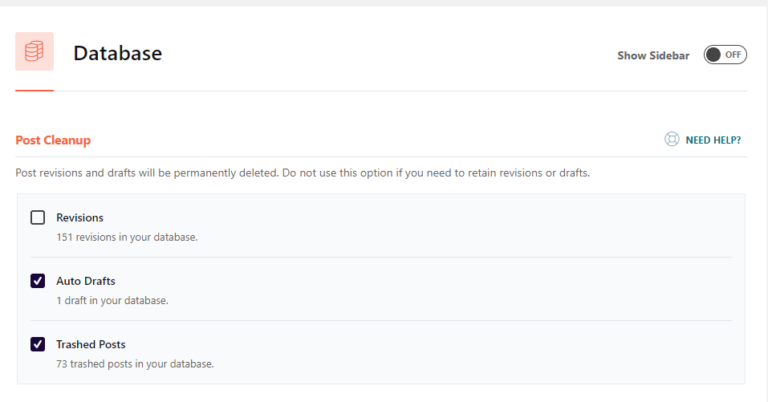 Database
Show Sidebar
OFF
Post Cleanup
NEED HELP?
Post revisions and drafts will be permanently deleted. Do not use this option if you need to retain revisions or drafts.
Revisions
151 revisions in your database.
Auto Drafts
1 draft in your database.
Trashed Posts
73 trashed posts in your database.